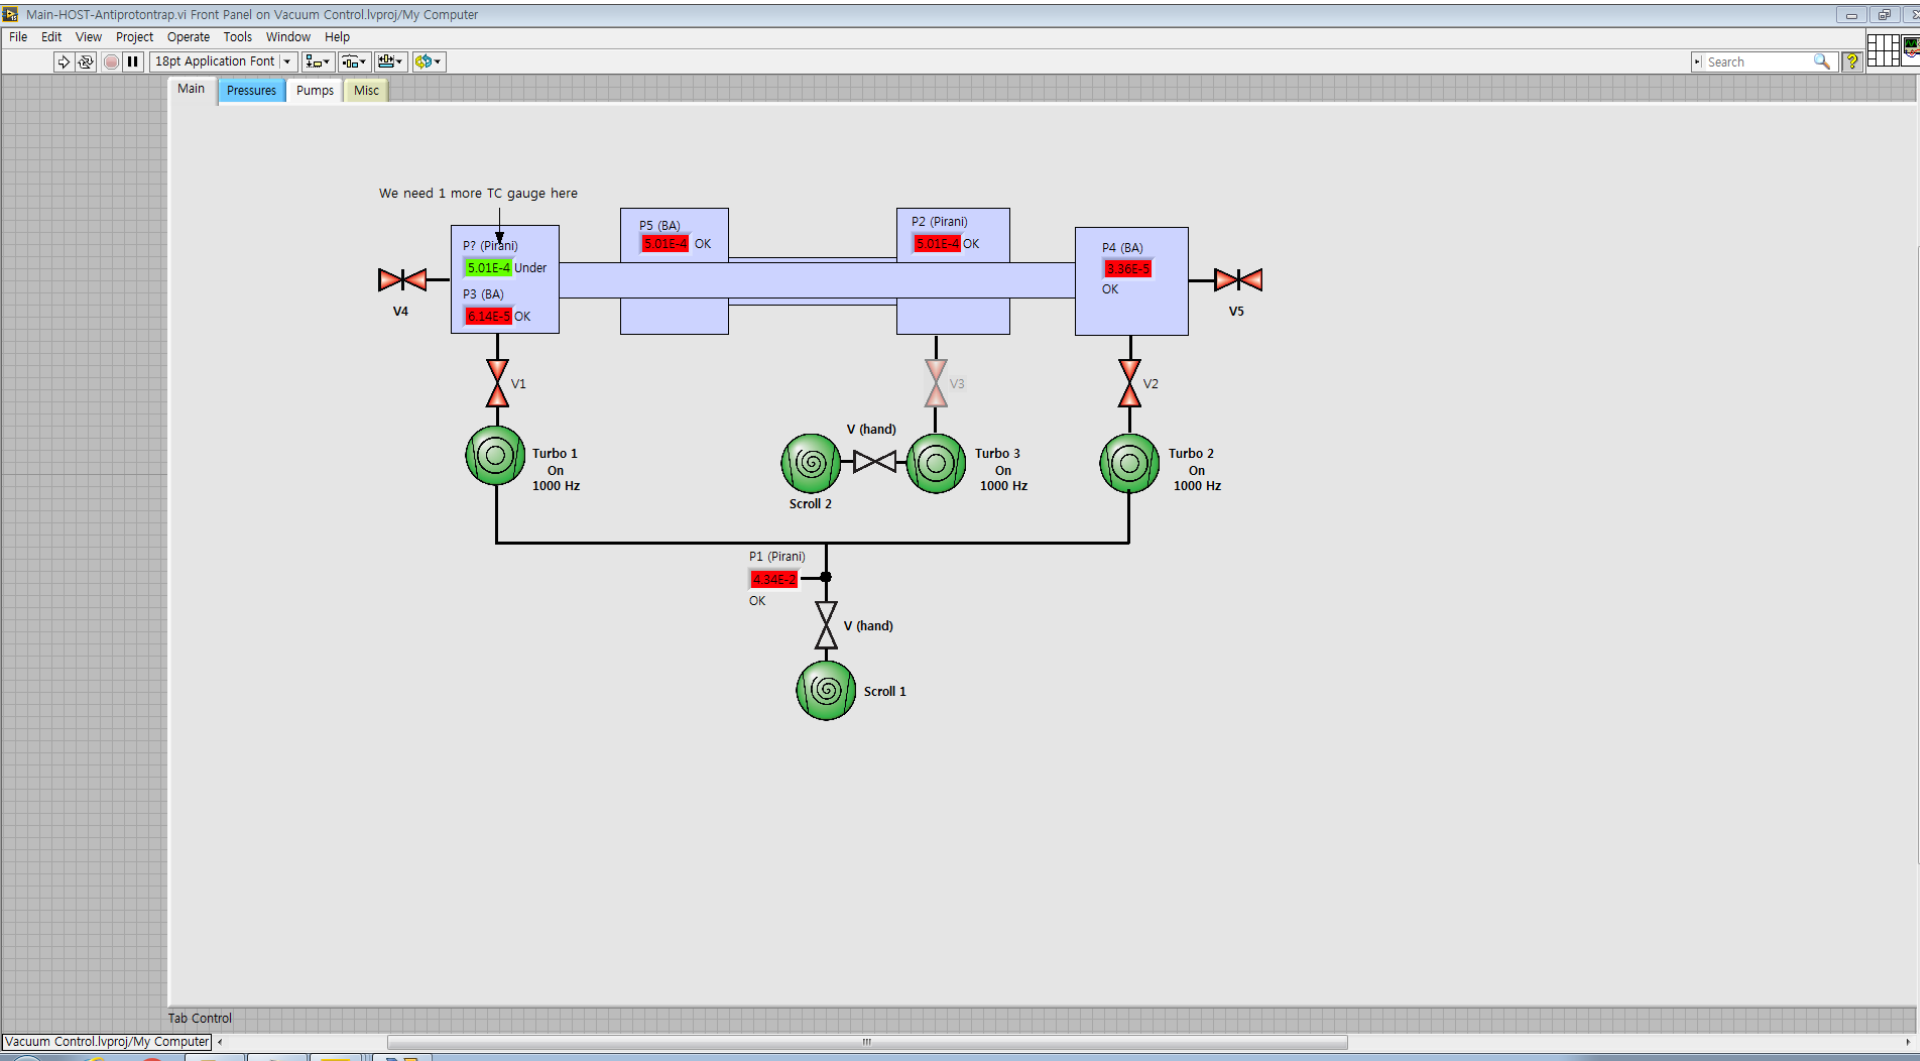 Main-HOST-Antiprotontrap.vi Front Panel on Vacuum Control.lvproj/My Computer
File Edit View Project Operate Tools Window Help
18pt Application Font
Search
?
Main Pressures Pumps Misc
We need 1 more TC gauge here
P? (Pirani)
5.01E-4 Under
P3 (BA)
6.14E-5 OK
P5 (BA)
5.01E-4 OK
P2 (Pirani)
5.01E-4 OK
P4 (BA)
3.36E-5
OK
V4
V5
V1
V3
V2
Turbo 1
On
1000 Hz
V (hand)
Scroll 2
Turbo 3
On
1000 Hz
Turbo 2
On
1000 Hz
P1 (Pirani)
4.34E-2
OK
V (hand)
Scroll 1
Tab Control
Vacuum Control.lvproj/My Computer